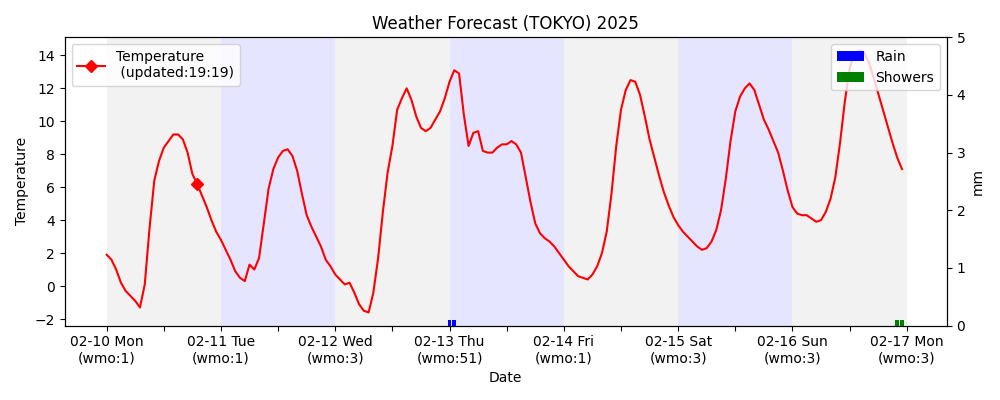 Weather Forecast (TOKYO) 2025
Temperature
(updated:19:19)
Rain
Showers
14
12
10
8
6
4
2
0
−2
Temperature
5
4
3
2
1
0
mm
02-10 Mon
(wmo:1)
02-11 Tue
(wmo:1)
02-12 Wed
(wmo:3)
02-13 Thu
(wmo:51)
02-14 Fri
(wmo:1)
02-15 Sat
(wmo:3)
02-16 Sun
(wmo:3)
02-17 Mon
(wmo:3)
Date